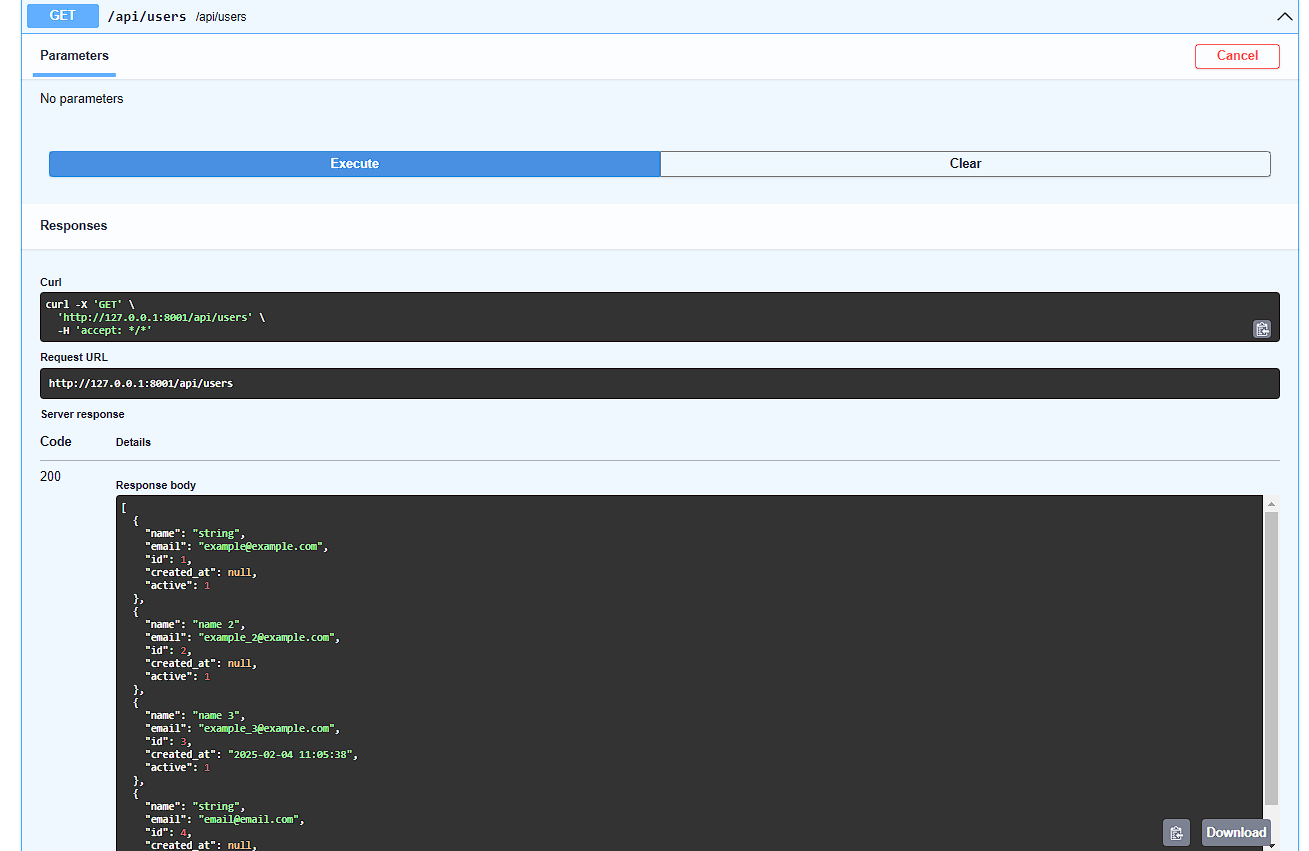 GET /api/users /api/users
Parameters
Cancel
No parameters
Execute
Clear
Responses
Curl
curl -X 'GET' \
  'http://127.0.0.1:8001/api/users' \
  -H 'accept: */*'
Request URL
http://127.0.0.1:8001/api/users
Server response
Code Details
200
Response body
[
  {
    "name": "string",
    "email": "example@example.com",
    "id": 1,
    "created_at": null,
    "active": 1
  },
  {
    "name": "name 2",
    "email": "example_2@example.com",
    "id": 2,
    "created_at": null,
    "active": 1
  },
  {
    "name": "name 3",
    "email": "example_3@example.com",
    "id": 3,
    "created_at": "2025-02-04 11:05:38",
    "active": 1
  },
  {
    "name": "string",
    "email": "email@email.com",
    "id": 4,
    "created_at": null,
Download